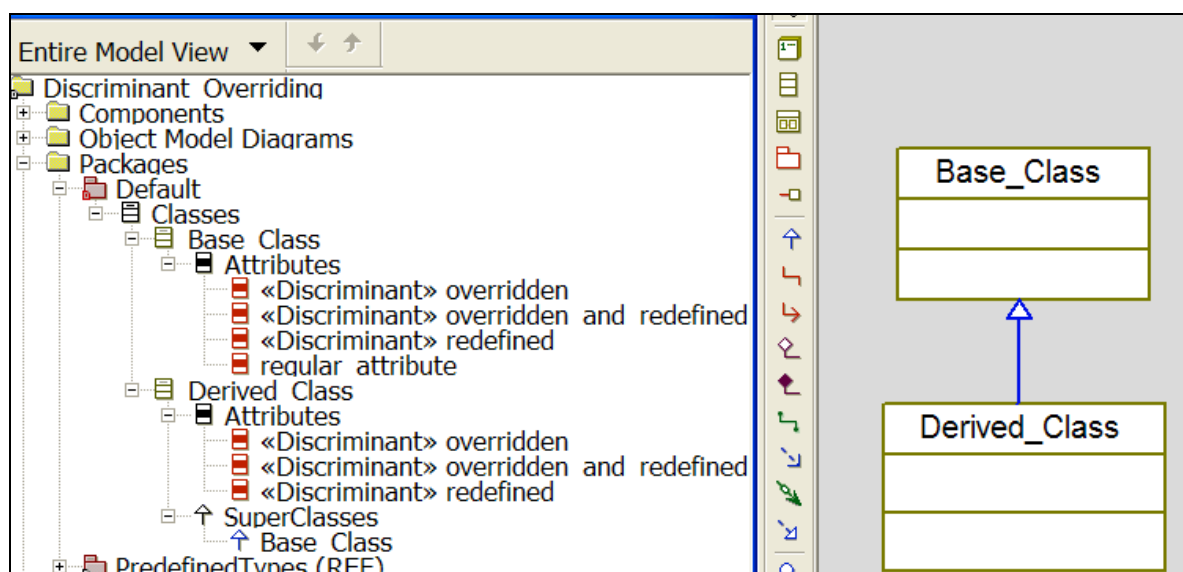 Entire Model View
Discriminant_Overriding
Components
Object Model Diagrams
Packages
Default
Classes
Base_Class
Attributes
«Discriminant» overridden
«Discriminant» overridden_and_redefined
«Discriminant» redefined
regular_attribute
Derived_Class
Attributes
«Discriminant» overridden
«Discriminant» overridden_and_redefined
«Discriminant» redefined
SuperClasses
Base_Class
PredefinedTypes (REF)
Base_Class
Derived_Class